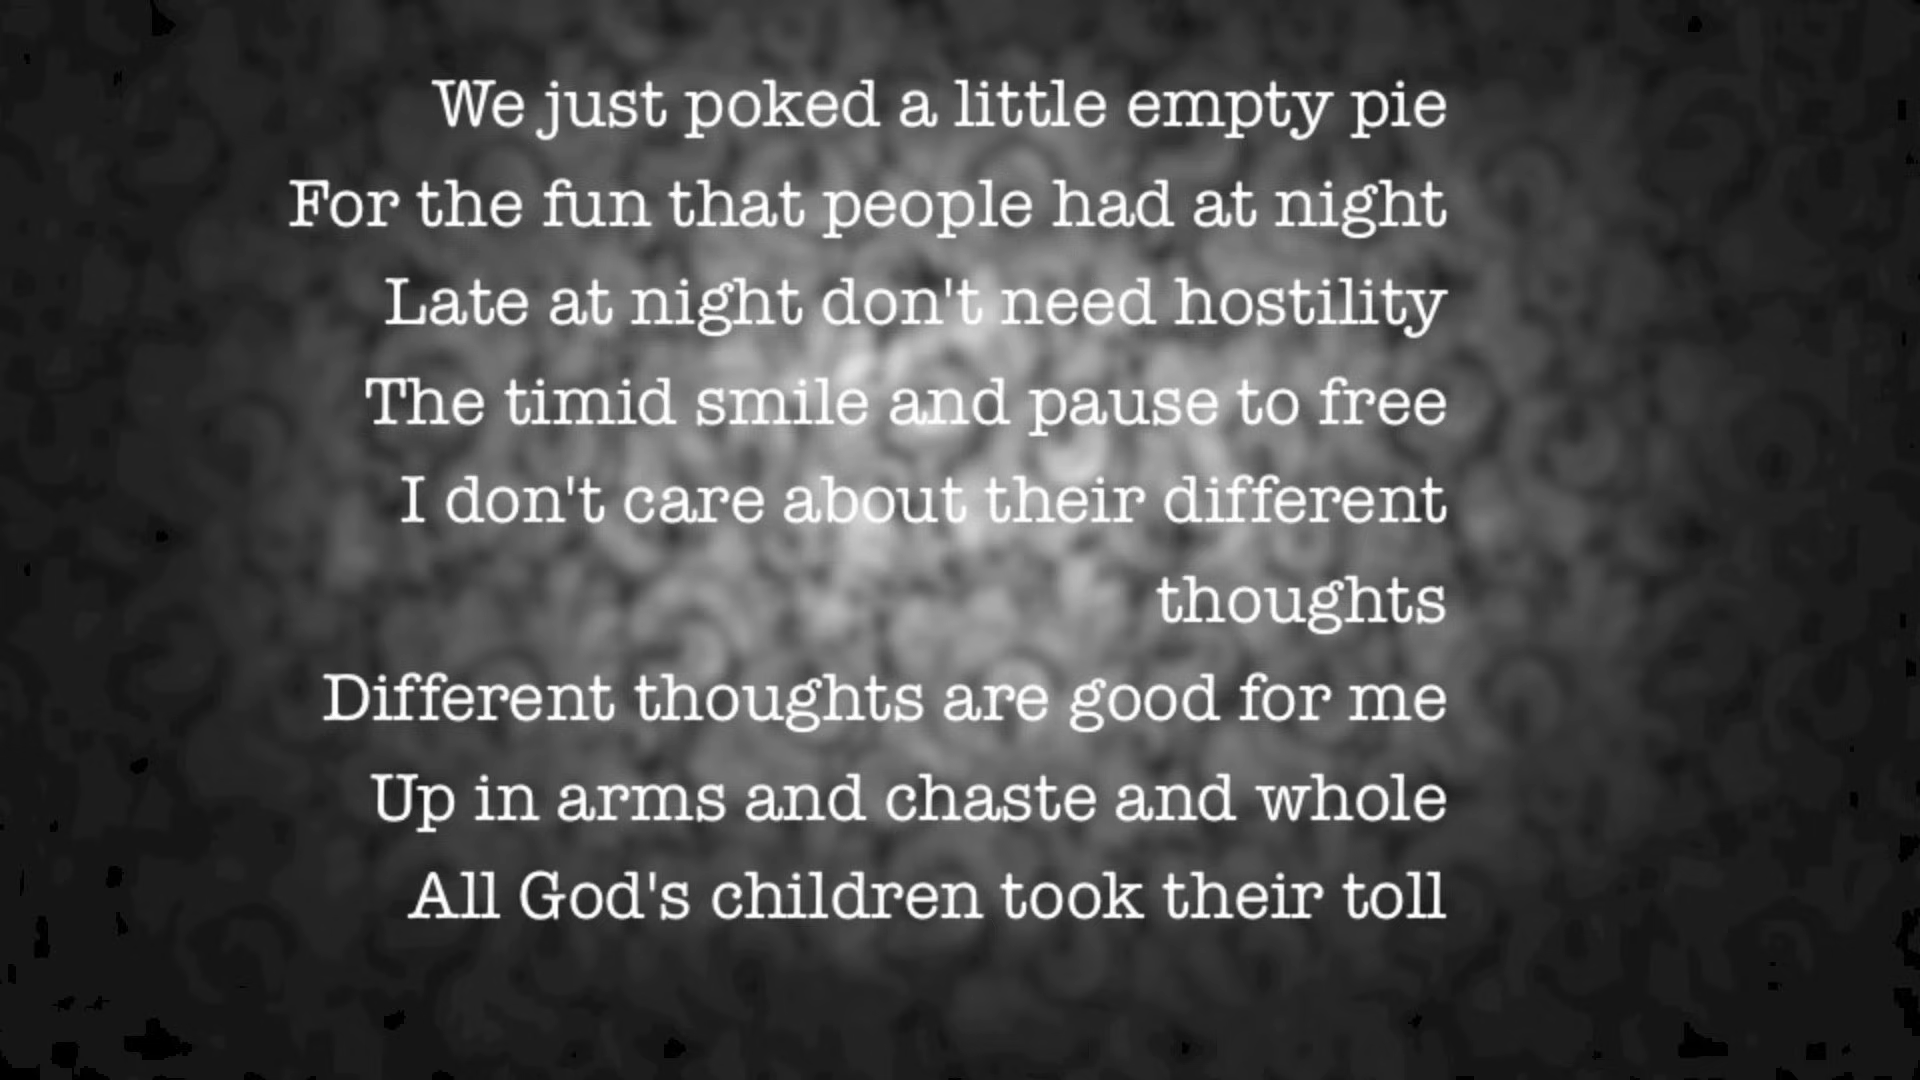 We just poked a little empty pie
For the fun that people had at night
Late at night don't need hostility
The timid smile and pause to free
I don't care about their different
thoughts
Different thoughts are good for me
Up in arms and chaste and whole
All God's children took their toll